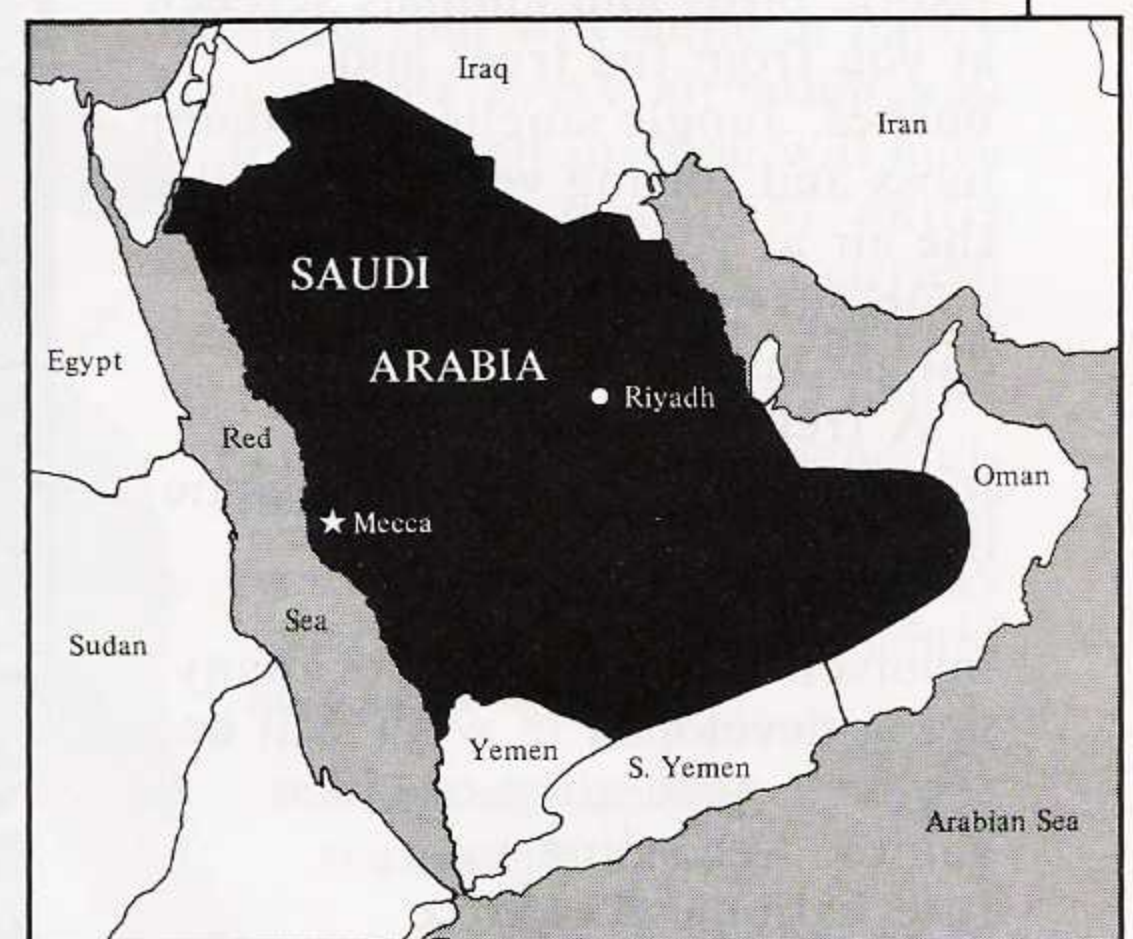 Iraq
Iran
SAUDI
ARABIA
Egypt
Riyadh
Red
Oman
Mecca
Sea
Sudan
Yemen
S. Yemen
Arabian Sea